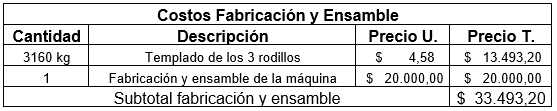 Costos Fabricación y Ensamble
Cantidad Descripción Precio U. Precio T.
3160 kg Templado de los 3 rodillos $ 4,58 $ 13.493,20
1 Fabricación y ensamble de la máquina $ 20.000,00 $ 20.000,00
Subtotal fabricación y ensamble $ 33.493,20